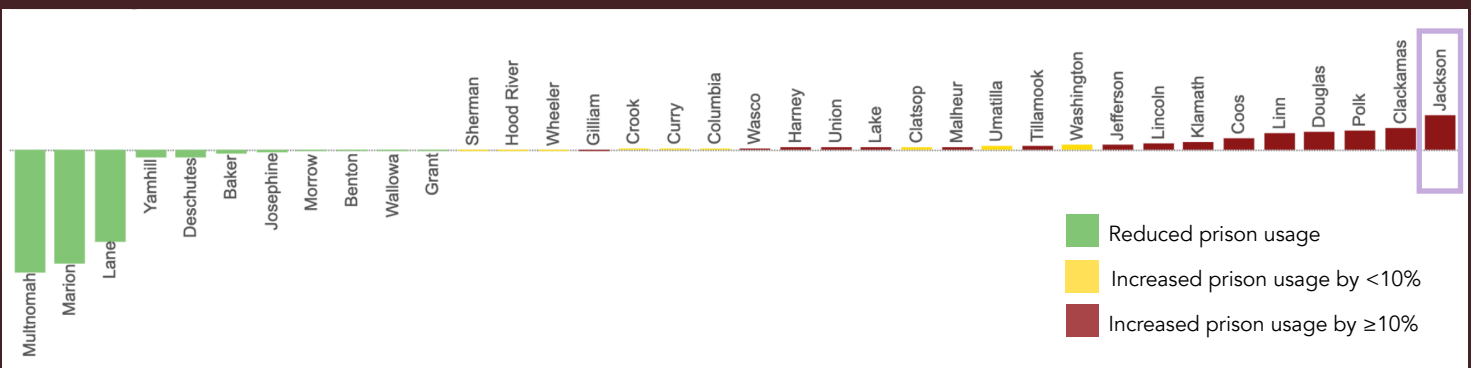 Multnomah
Marion
Lane
Yamhill
Deschutes
Baker
Josephine
Morrow
Benton
Wallowa
Grant
Sherman
Hood River
Wheeler
Gilliam
Crook
Curry
Columbia
Wasco
Harney
Union
Lake
Clatsop
Malheur
Umatilla
Tillamook
Washington
Jefferson
Lincoln
Klamath
Coos
Linn
Douglas
Polk
Clackamas
Jackson
Reduced prison usage
Increased prison usage by <10%
Increased prison usage by ≥10%